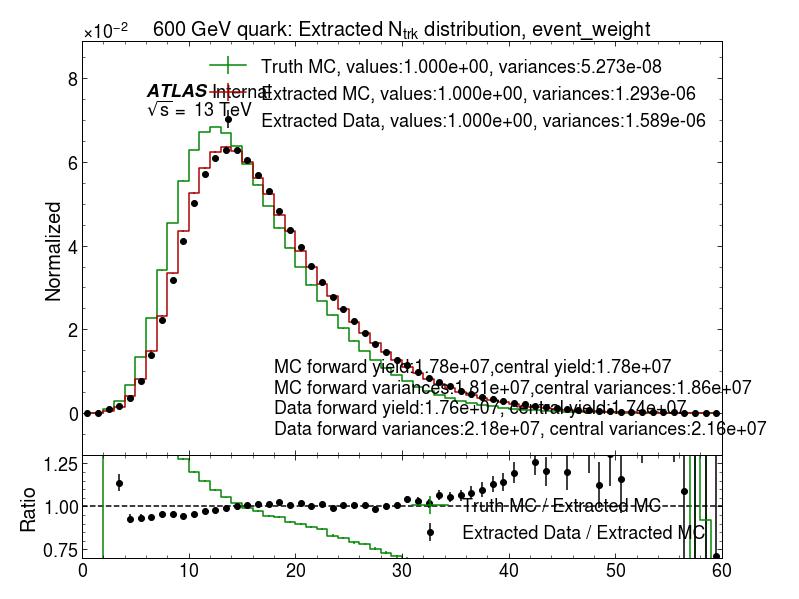 ×10⁻² 600 GeV quark: Extracted N_trk distribution, event_weight
Truth MC, values:1.000e+00, variances:5.273e-08
ATLAS Internal
Extracted MC, values:1.000e+00, variances:1.293e-06
√s = 13 TeV
Extracted Data, values:1.000e+00, variances:1.589e-06
8
6
4
2
0
Normalized
MC forward yield:1.78e+07,central yield:1.78e+07
MC forward variances:1.81e+07,central variances:1.86e+07
Data forward yield:1.76e+07, central yield:1.74e+07
Data forward variances:2.18e+07, central variances:2.16e+07
1.25
1.00
0.75
Ratio
Truth MC / Extracted MC
Extracted Data / Extracted MC
0 10 20 30 40 50 60